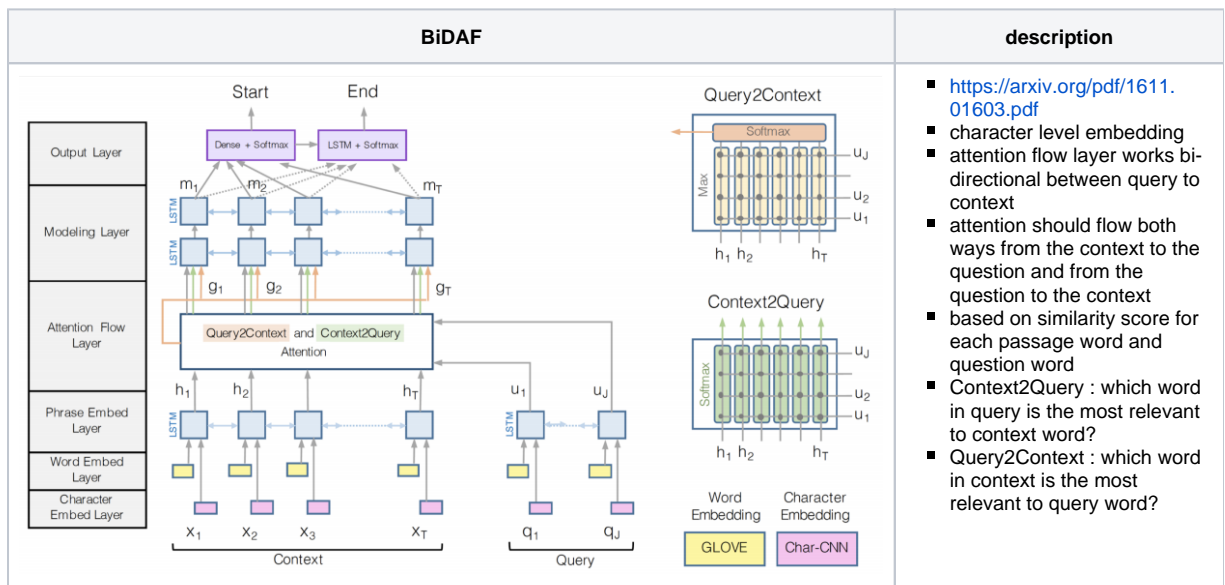 BiDAF
description
Start
End
Query2Context
Output Layer
Dense + Softmax
LSTM + Softmax
Softmax
m1
m2
mT
Max
uJ
u2
u1
LSTM
Modeling Layer
LSTM
h1
h2
hT
g1
g2
gT
Context2Query
Attention Flow
Layer
Query2Context and Context2Query
Attention
Softmax
uJ
u2
u1
h1
h2
hT
u1
uJ
h1
h2
hT
Phrase Embed
Layer
LSTM
LSTM
Word Embed
Layer
Character
Embed Layer
x1
x2
x3
xT
q1
qJ
Context
Query
Word
Embedding
Character
Embedding
GLOVE
Char-CNN
https://arxiv.org/pdf/1611.
01603.pdf
character level embedding
attention flow layer works bi-
directional between query to
context
attention should flow both
ways from the context to the
question and from the
question to the context
based on similarity score for
each passage word and
question word
Context2Query : which word
in query is the most relevant
to context word?
Query2Context : which word
in context is the most
relevant to query word?